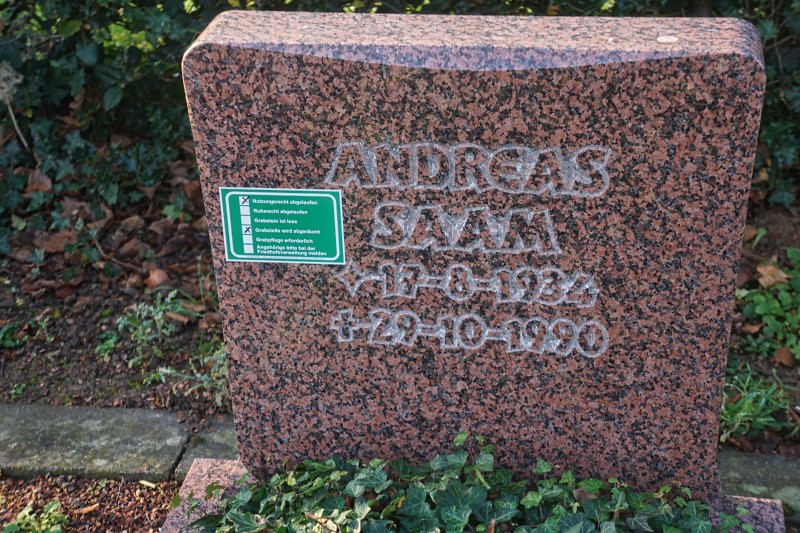 ANDREAS
SAAM
☆ 17-8-1934
✝ 29-10-1990
☒ Nutzungsrecht abgelaufen
☐ Ruherecht abgelaufen
☐ Grabstein ist lose
☒ Grabstelle wird abgeräumt
☐ Grabpflege erforderlich
☐ Angehörige bitte bei der
Friedhofsverwaltung melden